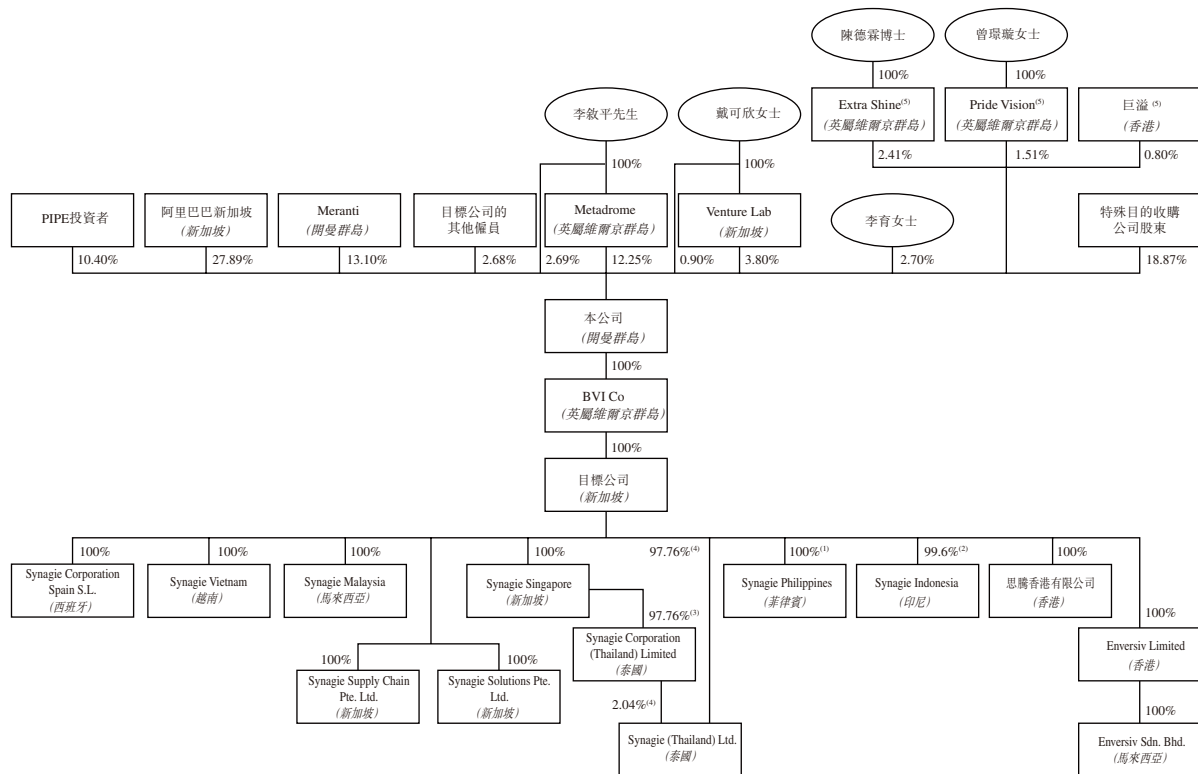 陳德霖博士
曾璟璇女士
100%
100%
李敘平先生
戴可欣女士
Extra Shine(5)
(英屬維爾京群島)
Pride Vision(5)
(英屬維爾京群島)
巨溢 (5)
(香港)
100%
100%
2.41%
1.51%
0.80%
PIPE投資者
阿里巴巴新加坡
(新加坡)
Meranti
(開曼群島)
目標公司的
其他僱員
Metadrome
(英屬維爾京群島)
Venture Lab
(新加坡)
李育女士
特殊目的收購
公司股東
10.40%
27.89%
13.10%
2.68%
2.69%
12.25%
0.90%
3.80%
2.70%
18.87%
本公司
(開曼群島)
100%
BVI Co
(英屬維爾京群島)
100%
目標公司
(新加坡)
100%
100%
100%
100%
97.76%(4)
100%(1)
99.6%(2)
100%
Synagie Corporation
Spain S.L.
(西班牙)
Synagie Vietnam
(越南)
Synagie Malaysia
(馬來西亞)
Synagie Singapore
(新加坡)
Synagie Philippines
(菲律賓)
Synagie Indonesia
(印尼)
思騰香港有限公司
(香港)
97.76%(3)
100%
Synagie Corporation
(Thailand) Limited
(泰國)
Enversiv Limited
(香港)
100%
100%
Synagie Supply Chain
Pte. Ltd.
(新加坡)
Synagie Solutions Pte.
Ltd.
(新加坡)
2.04%(4)
100%
Synagie (Thailand) Ltd.
(泰國)
Enversiv Sdn. Bhd.
(馬來西亞)